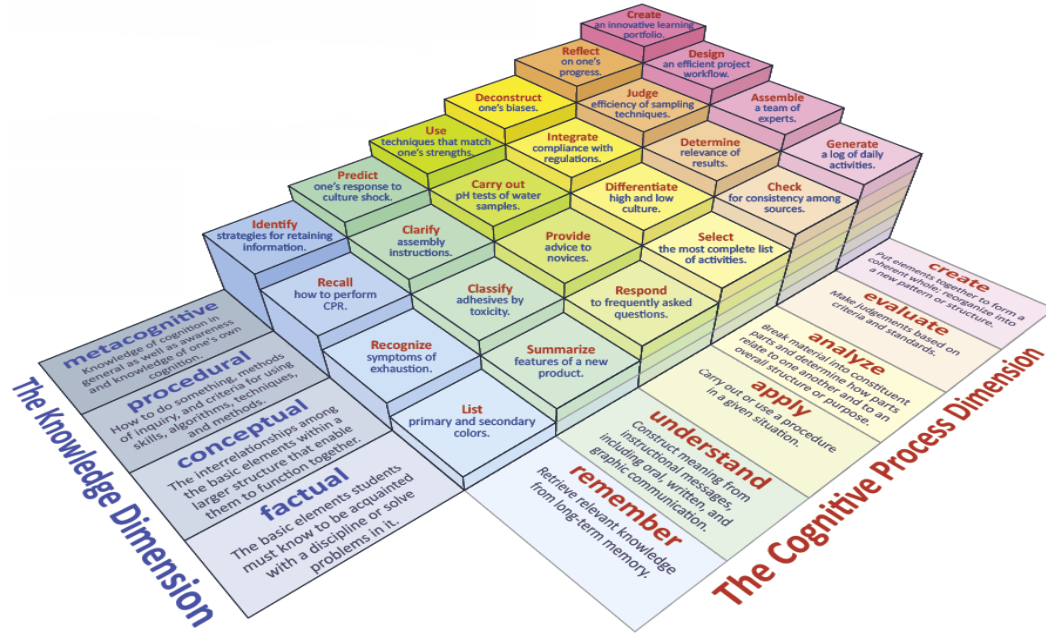 Create
an innovative learning
portfolio.
Reflect
on one's
progress.
Design
an efficient project
workflow.
Deconstruct
one's biases.
Judge
efficiency of sampling
techniques.
Assemble
a team of
experts.
Use
techniques that match
one's strengths.
Integrate
compliance with
regulations.
Determine
relevance of
results.
Generate
a log of daily
activities.
Predict
one's response to
culture shock.
Carry out
pH tests of water
samples.
Differentiate
high and low
culture.
Check
for consistency among
sources.
Identify
strategies for retaining
information.
Clarify
assembly
instructions.
Provide
advice to
novices.
Select
the most complete list
of activities.
Recall
how to perform
CPR.
Classify
adhesives by
toxicity.
Respond
to frequently asked
questions.
Recognize
symptoms of
exhaustion.
Summarize
features of a new
product.
List
primary and secondary
colors.
metacognitive
Knowledge of cognition in
general as well as awareness
and knowledge of one's own
cognition.
procedural
How to do something, methods
of inquiry, and criteria for using
skills, algorithms, techniques,
and methods.
conceptual
The interrelationships among
the basic elements within a
larger structure that enable
them to function together.
factual
The basic elements students
must know to be acquainted
with a discipline or solve
problems in it.
The Knowledge Dimension
remember
Retrieve relevant knowledge
from long-term memory.
understand
Construct meaning from
instructional messages,
including oral, written, and
graphic communication.
apply
Carry out or use a procedure
in a given situation.
analyze
Break material into constituent
parts and determine how parts
relate to one another and to an
overall structure or purpose.
evaluate
Make judgements based on
criteria and standards.
create
Put elements together to form a
coherent whole; reorganize into
a new pattern or structure.
The Cognitive Process Dimension